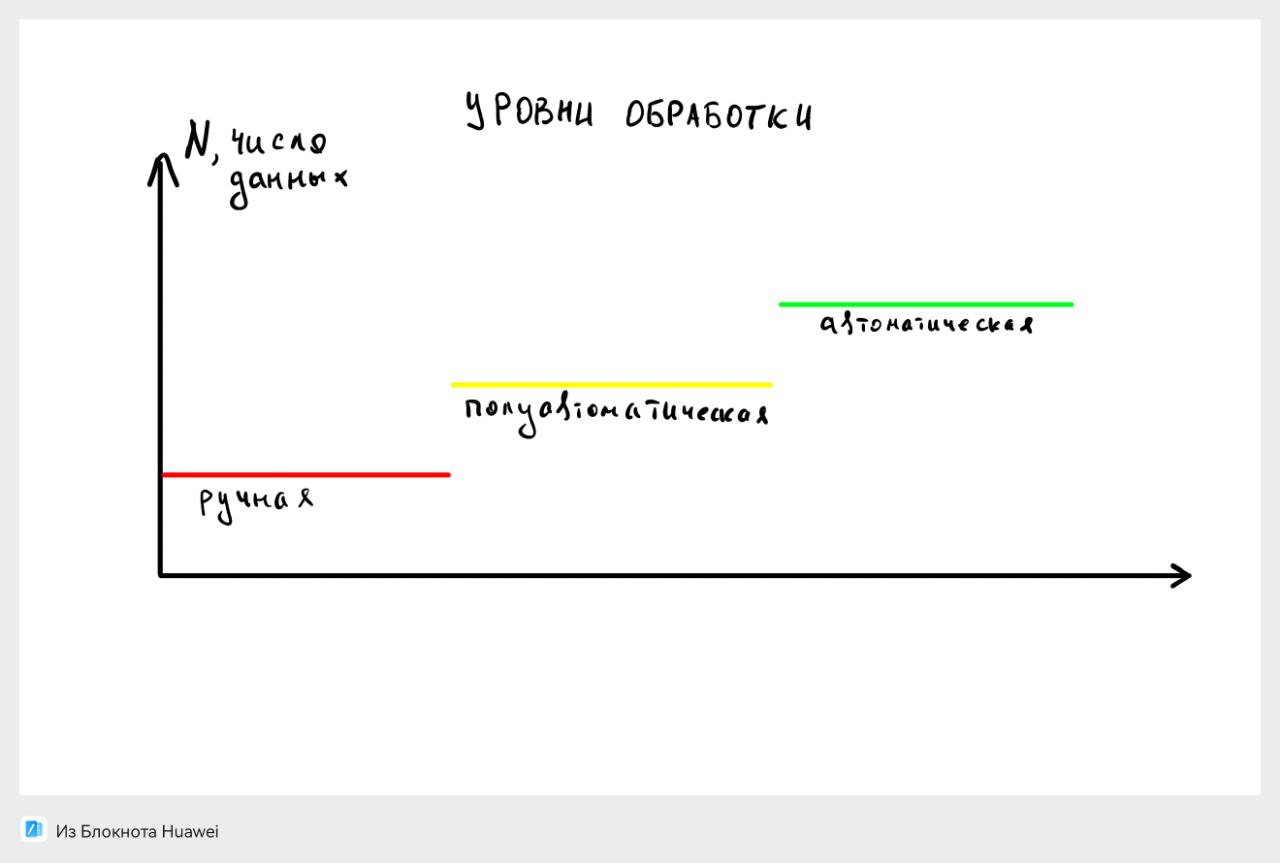 УРОВНИ ОБРАБОТКИ
N, число
данных
автоматическая
полуавтоматическая
ручная
Из Блокнота Huawei